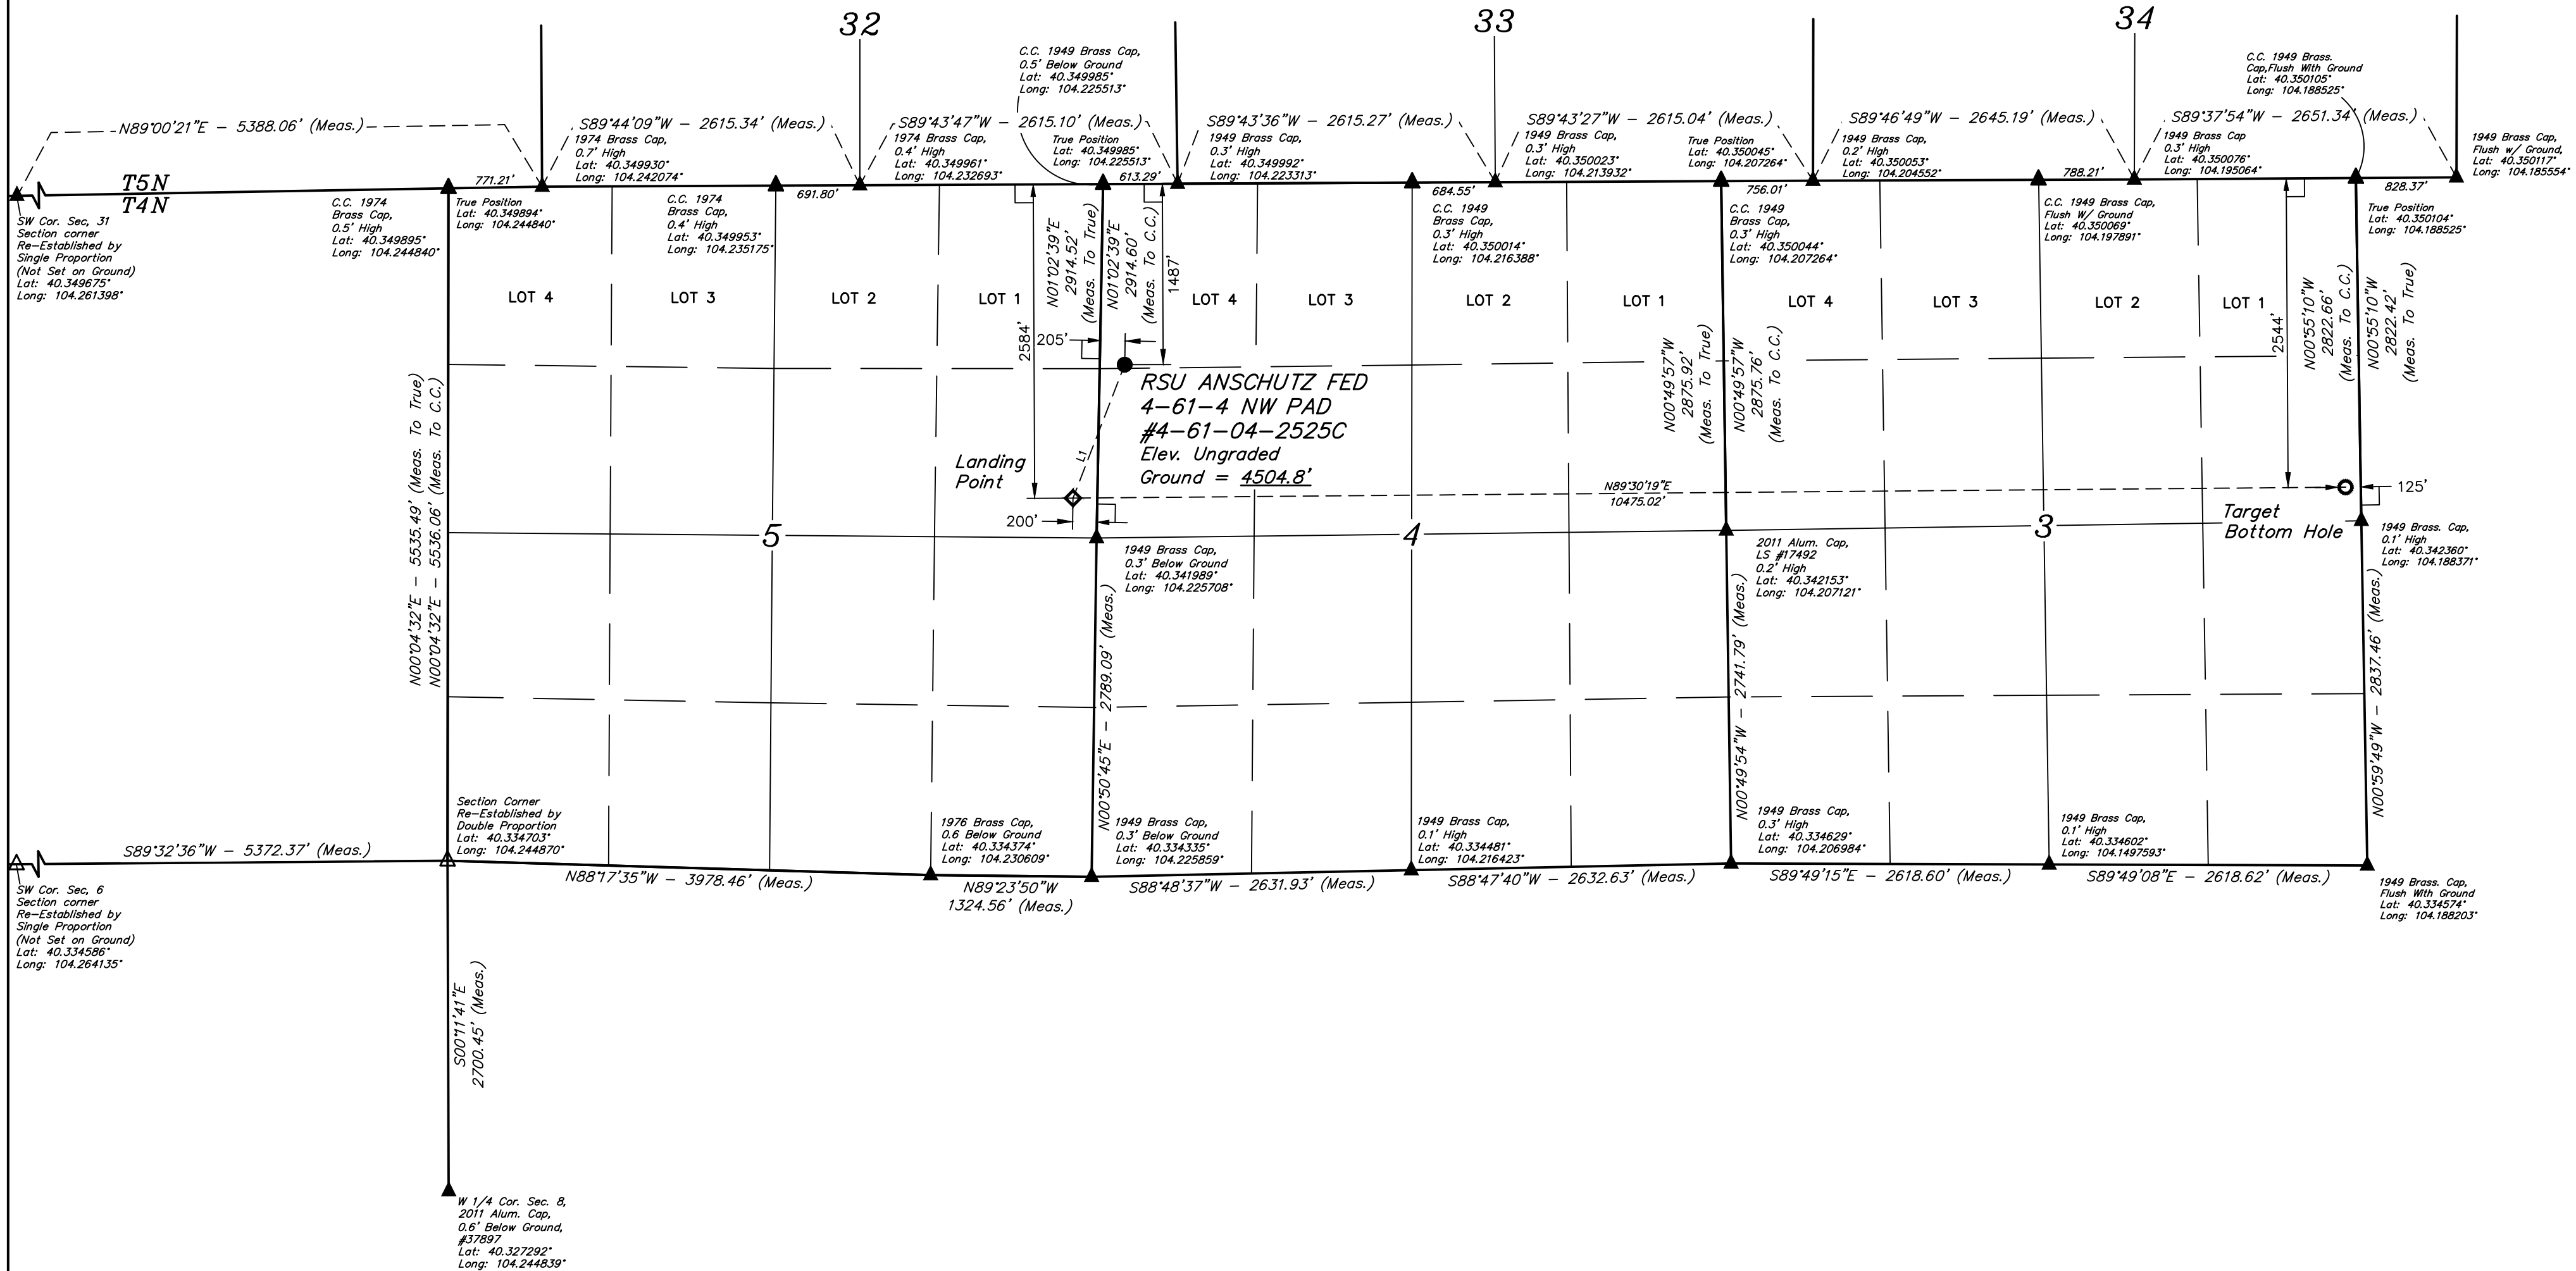 32
33
34
C.C. 1949 Brass Cap,
0.5' Below Ground
Lat: 40.349985°
Long: 104.225513°
C.C. 1949 Brass.
Cap,Flush With Ground
Lat: 40.350105°
Long: 104.188525°
N89°00'21"E - 5388.06' (Meas.)
S89°44'09"W - 2615.34' (Meas.)
S89°43'47"W - 2615.10' (Meas.)
S89°43'36"W - 2615.27' (Meas.)
S89°43'27"W - 2615.04' (Meas.)
S89°46'49"W - 2645.19' (Meas.)
S89°37'54"W - 2651.34' (Meas.)
1974 Brass Cap,
0.7' High
Lat: 40.349930°
Long: 104.242074°
1974 Brass Cap,
0.4' High
Lat: 40.349961°
Long: 104.232693°
True Position
Lat: 40.349985°
Long: 104.225513°
1949 Brass Cap,
0.3' High
Lat: 40.349992°
Long: 104.223313°
1949 Brass Cap,
0.3' High
Lat: 40.350023°
Long: 104.213932°
True Position
Lat: 40.350045°
Long: 104.207264°
1949 Brass Cap,
0.2' High
Lat: 40.350053°
Long: 104.204552°
1949 Brass Cap
0.3' High
Lat: 40.350076°
Long: 104.195064°
1949 Brass Cap,
Flush w/ Ground,
Lat: 40.350117°
Long: 104.185554°
T5N
T4N
771.21'
691.80'
613.29'
684.55'
756.01'
788.21'
828.37'
SW Cor. Sec, 31
Section corner
Re-Established by
Single Proportion
(Not Set on Ground)
Lat: 40.349675°
Long: 104.261398°
C.C. 1974
Brass Cap,
0.5' High
Lat: 40.349895°
Long: 104.244840°
True Position
Lat: 40.349894°
Long: 104.244840°
C.C. 1974
Brass Cap,
0.4' High
Lat: 40.349953°
Long: 104.235175°
C.C. 1949
Brass Cap,
0.3' High
Lat: 40.350014°
Long: 104.216388°
C.C. 1949
Brass Cap,
0.3' High
Lat: 40.350044°
Long: 104.207264°
C.C. 1949 Brass Cap,
Flush W/ Ground
Lat: 40.350069°
Long: 104.197891°
True Position
Lat: 40.350104°
Long: 104.188525°
LOT 4
LOT 3
LOT 2
LOT 1
LOT 4
LOT 3
LOT 2
LOT 1
LOT 4
LOT 3
LOT 2
LOT 1
2584'
N01°02'39"E
2914.52'
(Meas. To True)
N01°02'39"E
2914.60'
(Meas. To C.C.)
1487'
205'
N00°49'57"W
2875.92'
(Meas. To True)
N00°49'57"W
2875.76'
(Meas. To C.C.)
2544'
N00°55'10"W
2822.66'
(Meas. To C.C.)
N00°55'10"W
2822.42'
(Meas. To True)
N00°04'32"E - 5535.49' (Meas. To True)
N00°04'32"E - 5536.06' (Meas. To C.C.)
RSU ANSCHUTZ FED
4-61-4 NW PAD
#4-61-04-2525C
Elev. Ungraded
Ground = 4504.8'
L1
Landing
Point
200'
N89°30'19"E
10475.02'
125'
Target
Bottom Hole
5
4
3
1949 Brass Cap,
0.3' Below Ground
Lat: 40.341989°
Long: 104.225708°
2011 Alum. Cap,
LS #17492
0.2' High
Lat: 40.342153°
Long: 104.207121°
1949 Brass. Cap,
0.1' High
Lat: 40.342360°
Long: 104.188371°
N00°50'45"E - 2789.09' (Meas.)
N00°49'54"W - 2741.79' (Meas.)
N00°59'49"W - 2837.46' (Meas.)
Section Corner
Re-Established by
Double Proportion
Lat: 40.334703°
Long: 104.244870°
1976 Brass Cap,
0.6 Below Ground
Lat: 40.334374°
Long: 104.230609°
1949 Brass Cap,
0.3' Below Ground
Lat: 40.334335°
Long: 104.225859°
1949 Brass Cap,
0.1' High
Lat: 40.334481°
Long: 104.216423°
1949 Brass Cap,
0.3' High
Lat: 40.334629°
Long: 104.206984°
1949 Brass Cap,
0.1' High
Lat: 40.334602°
Long: 104.1497593°
S89°32'36"W - 5372.37' (Meas.)
N88°17'35"W - 3978.46' (Meas.)
N89°23'50"W
1324.56' (Meas.)
S88°48'37"W - 2631.93' (Meas.)
S88°47'40"W - 2632.63' (Meas.)
S89°49'15"E - 2618.60' (Meas.)
S89°49'08"E - 2618.62' (Meas.)
1949 Brass. Cap,
Flush With Ground
Lat: 40.334574°
Long: 104.188203°
SW Cor. Sec, 6
Section corner
Re-Established by
Single Proportion
(Not Set on Ground)
Lat: 40.334586°
Long: 104.264135°
S00°11'41"E
2700.45' (Meas.)
W 1/4 Cor. Sec. 8,
2011 Alum. Cap,
0.6' Below Ground,
#37897
Lat: 40.327292°
Long: 104.244839°